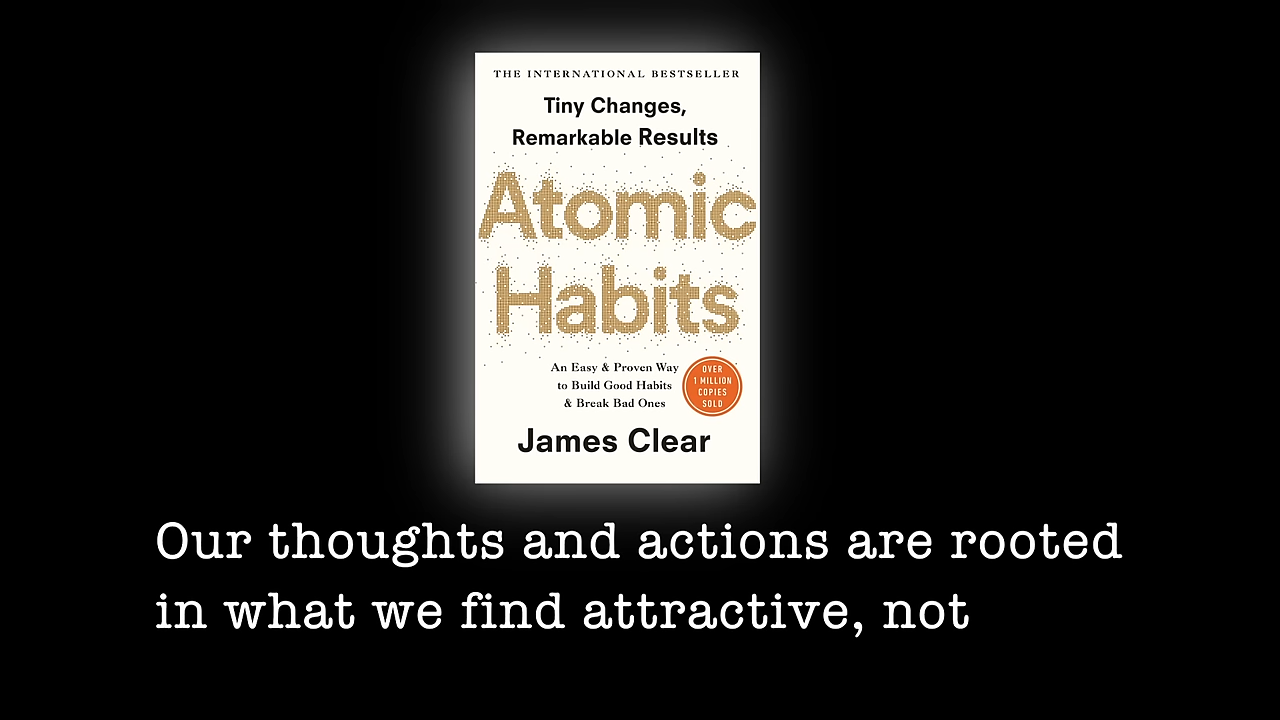 THE INTERNATIONAL BESTSELLER
Tiny Changes,
Remarkable Results
Atomic
Habits
An Easy & Proven Way
to Build Good Habits
& Break Bad Ones
OVER
1 MILLION
COPIES
SOLD
James Clear
Our thoughts and actions are rooted
in what we find attractive, not